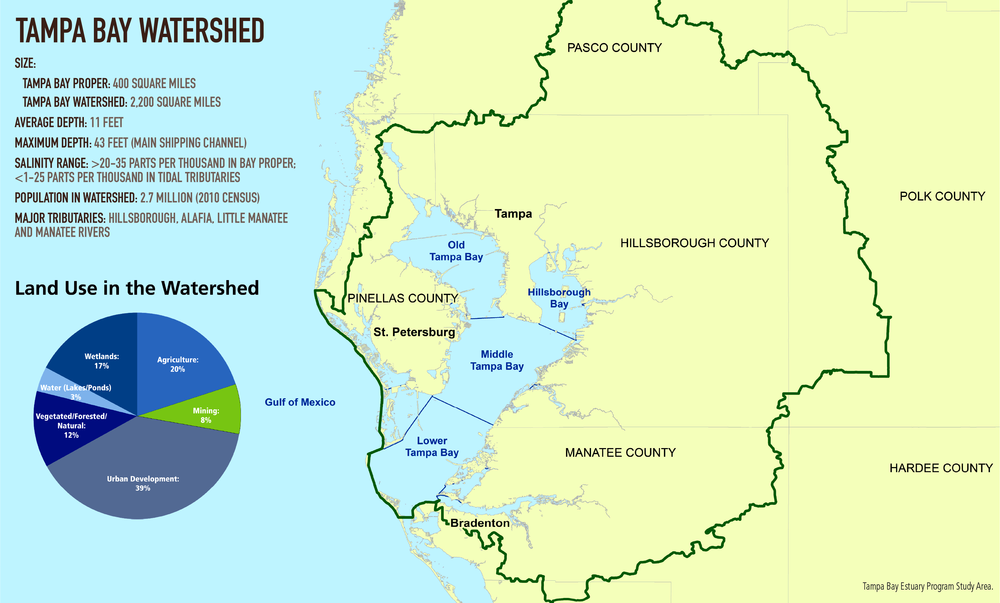 TAMPA BAY WATERSHED
SIZE:
TAMPA BAY PROPER: 400 SQUARE MILES
TAMPA BAY WATERSHED: 2,200 SQUARE MILES
AVERAGE DEPTH: 11 FEET
MAXIMUM DEPTH: 43 FEET (MAIN SHIPPING CHANNEL)
SALINITY RANGE: >20-35 PARTS PER THOUSAND IN BAY PROPER;
<1-25 PARTS PER THOUSAND IN TIDAL TRIBUTARIES
POPULATION IN WATERSHED: 2.7 MILLION (2010 CENSUS)
MAJOR TRIBUTARIES: HILLSBOROUGH, ALAFIA, LITTLE MANATEE
AND MANATEE RIVERS
Land Use in the Watershed
Wetlands:
17%
Agriculture:
20%
Water (Lakes/Ponds)
3%
Mining:
8%
Vegetated/Forested/
Natural:
12%
Urban Development:
39%
PASCO COUNTY
POLK COUNTY
Tampa
HILLSBOROUGH COUNTY
Old
Tampa Bay
Hillsborough
Bay
PINELLAS COUNTY
St. Petersburg
Middle
Tampa Bay
Gulf of Mexico
Lower
Tampa Bay
MANATEE COUNTY
HARDEE COUNTY
Bradenton
Tampa Bay Estuary Program Study Area.